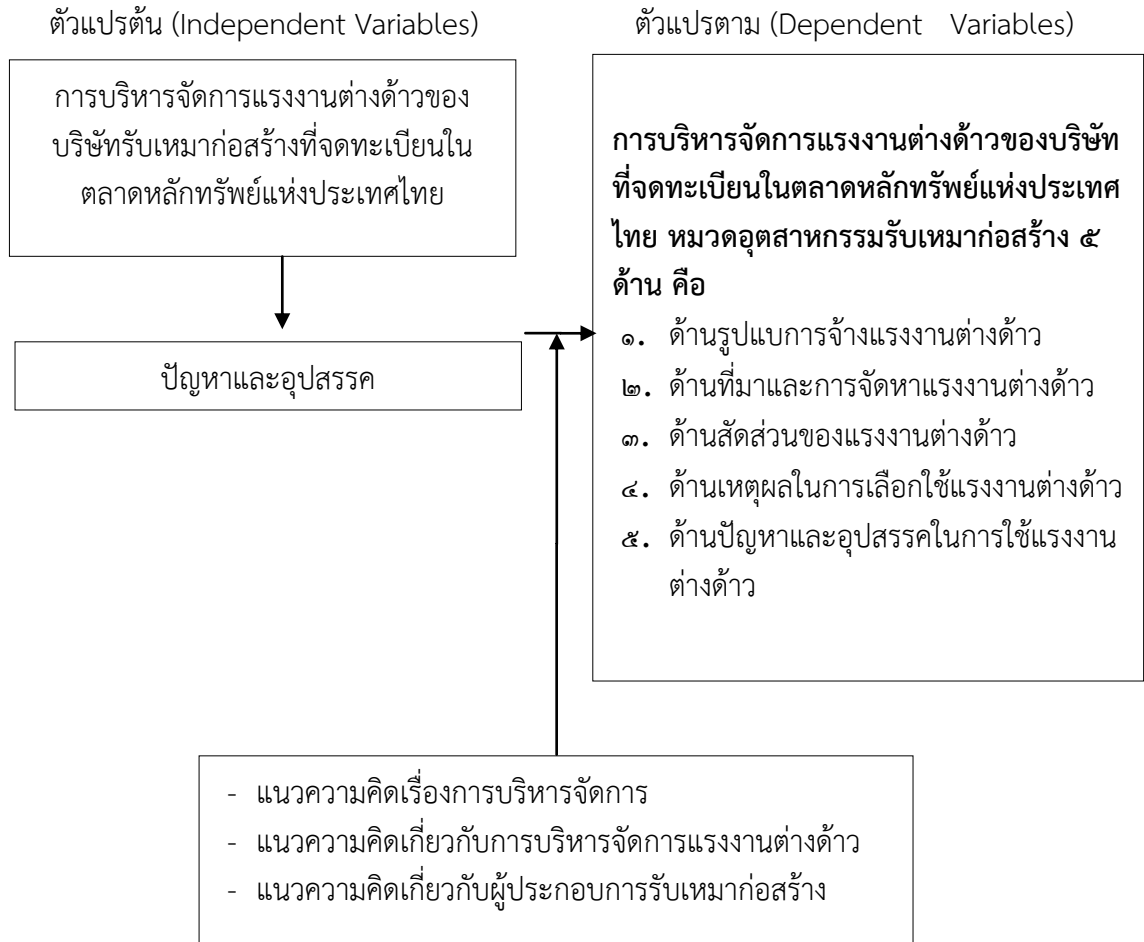 ตัวแปรต้น (Independent Variables)
ตัวแปรตาม (Dependent Variables)
การบริหารจัดการแรงงานต่างด้าวของ
บริษัทรับเหมาก่อสร้างที่จดทะเบียนใน
ตลาดหลักทรัพย์แห่งประเทศไทย
ปัญหาและอุปสรรค
การบริหารจัดการแรงงานต่างด้าวของบริษัท
ที่จดทะเบียนในตลาดหลักทรัพย์แห่งประเทศ
ไทย หมวดอุตสาหกรรมรับเหมาก่อสร้าง ๕
ด้าน คือ
๑. ด้านรูปแบบการจ้างแรงงานต่างด้าว
๒. ด้านที่มาและการจัดหาแรงงานต่างด้าว
๓. ด้านสัดส่วนของแรงงานต่างด้าว
๔. ด้านเหตุผลในการเลือกใช้แรงงานต่างด้าว
๕. ด้านปัญหาและอุปสรรคในการใช้แรงงาน
ต่างด้าว
- แนวความคิดเรื่องการบริหารจัดการ
- แนวความคิดเกี่ยวกับการบริหารจัดการแรงงานต่างด้าว
- แนวความคิดเกี่ยวกับผู้ประกอบการรับเหมาก่อสร้าง